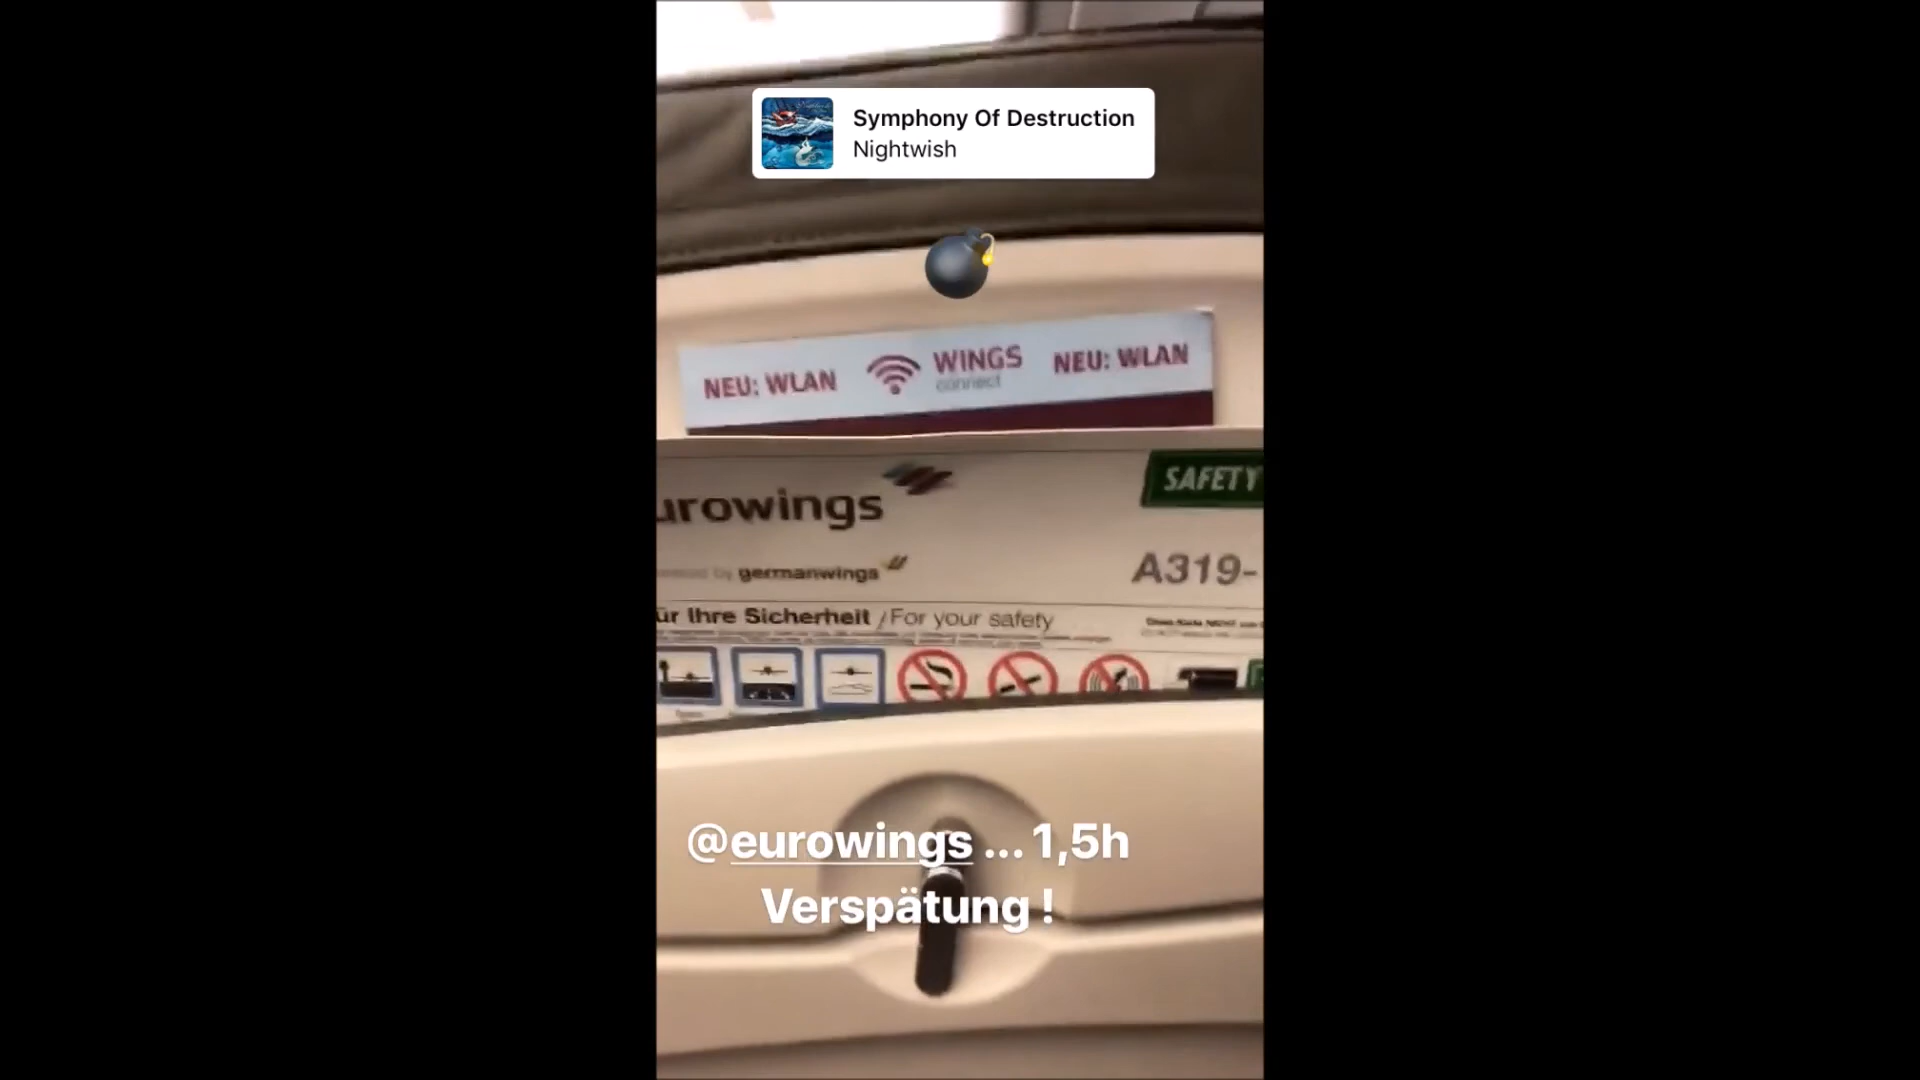 Symphony Of Destruction
Nightwish
NEU: WLAN
WINGS
connect
NEU: WLAN
urowings
SAFETY
by germanwings
A319-
ür Ihre Sicherheit / For your safety
@eurowings ... 1,5h
Verspätung !